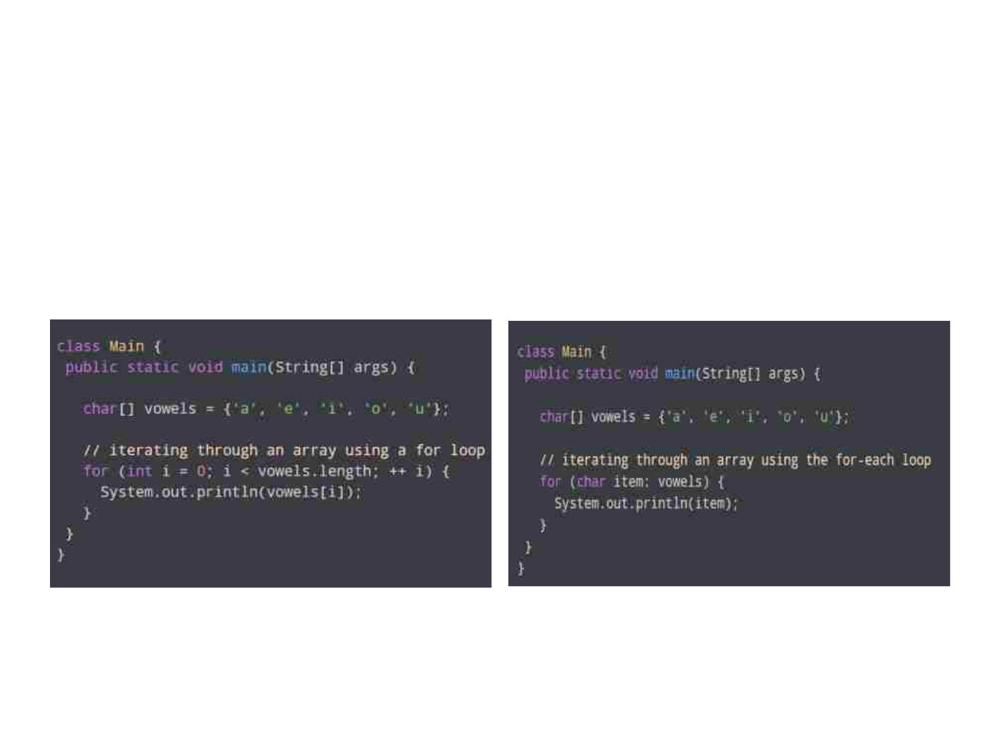 class Main {
public static void main(String[] args) {
char[] vowels = {'a', 'e', 'i', 'o', 'u'};
// iterating through an array using a for loop
for (int i = 0; i < vowels.length; ++ i) {
System.out.println(vowels[i]);
}
}
}
class Main {
public static void main(String[] args) {
char[] vowels = {'a', 'e', 'i', 'o', 'u'};
// iterating through an array using the for-each loop
for (char item: vowels) {
System.out.println(item);
}
}
}